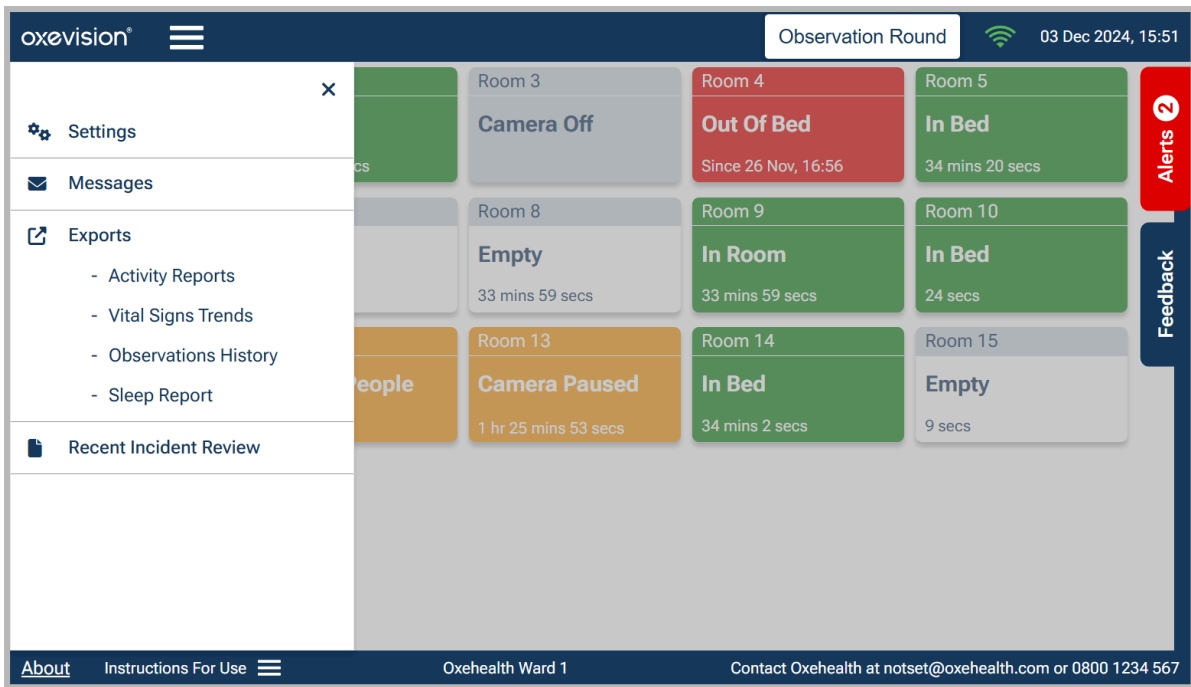 oxevision®
Observation Round
03 Dec 2024, 15:51
Settings
Messages
Exports
- Activity Reports
- Vital Signs Trends
- Observations History
- Sleep Report
Recent Incident Review
cs
Room 3
Camera Off
Room 4
Out Of Bed
Since 26 Nov, 16:56
Room 5
In Bed
34 mins 20 secs
Room 8
Empty
33 mins 59 secs
Room 9
In Room
33 mins 59 secs
Room 10
In Bed
24 secs
People
Room 13
Camera Paused
1 hr 25 mins 53 secs
Room 14
In Bed
34 mins 2 secs
Room 15
Empty
9 secs
Alerts 2
Feedback
About
Instructions For Use
Oxehealth Ward 1
Contact Oxehealth at notset@oxehealth.com or 0800 1234 567